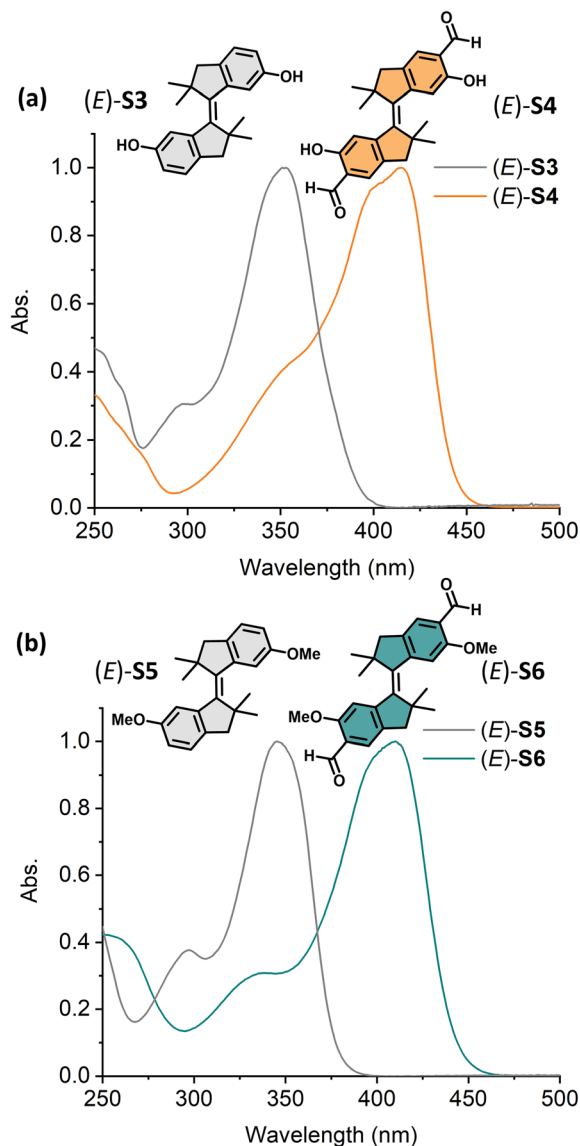 (a)
(E)-S3
OH
HO
O
H
OH
HO
H
O
(E)-S4
(E)-S3
(E)-S4
Abs.
1.0
0.8
0.6
0.4
0.2
0.0
250 300 350 400 450 500
Wavelength (nm)
(b)
(E)-S5
OMe
MeO
O
H
OMe
MeO
H
O
(E)-S6
(E)-S5
(E)-S6
Abs.
1.0
0.8
0.6
0.4
0.2
0.0
250 300 350 400 450 500
Wavelength (nm)